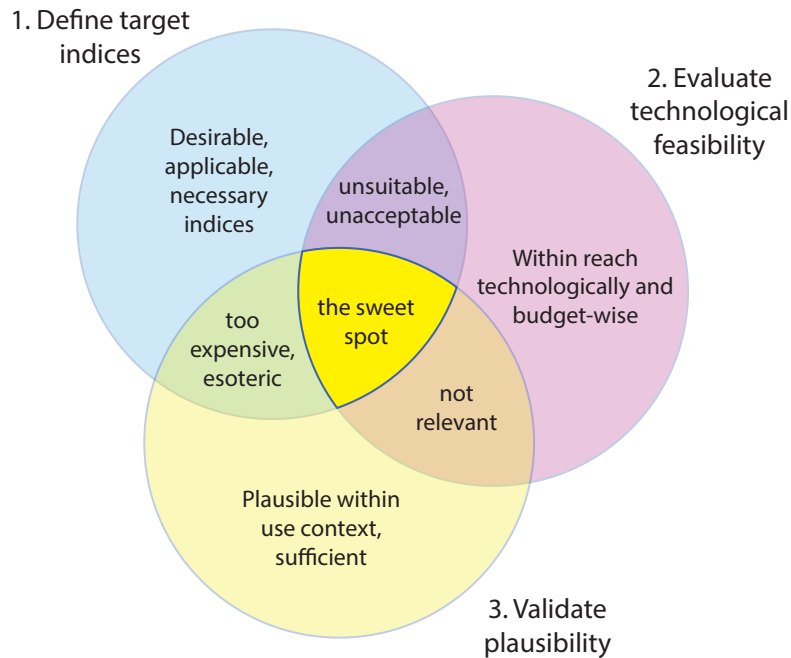 1. Define target
indices
2. Evaluate
technological
feasibility
Desirable,
applicable,
necessary
indices
unsuitable,
unacceptable
Within reach
technologically and
budget-wise
the sweet
spot
too
expensive,
esoteric
not
relevant
Plausible within
use context,
sufficient
3. Validate
plausibility